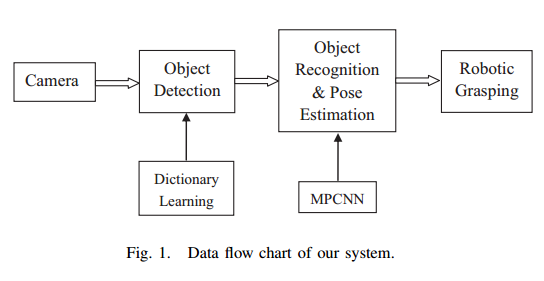 Camera
Object
Detection
Object
Recognition
& Pose
Estimation
Robotic
Grasping
Dictionary
Learning
MPCNN
Fig. 1. Data flow chart of our system.